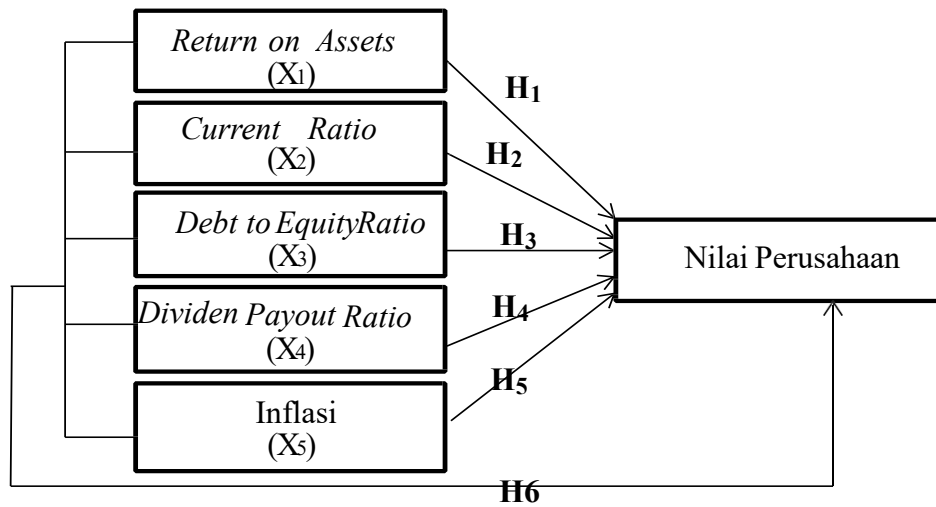 Return on Assets
(X1)
H1
Current Ratio
(X2)
H2
Debt to EquityRatio
(X3)
H3
Nilai Perusahaan
Dividen Payout Ratio
(X4)
H4
Inflasi
(X5)
H5
H6